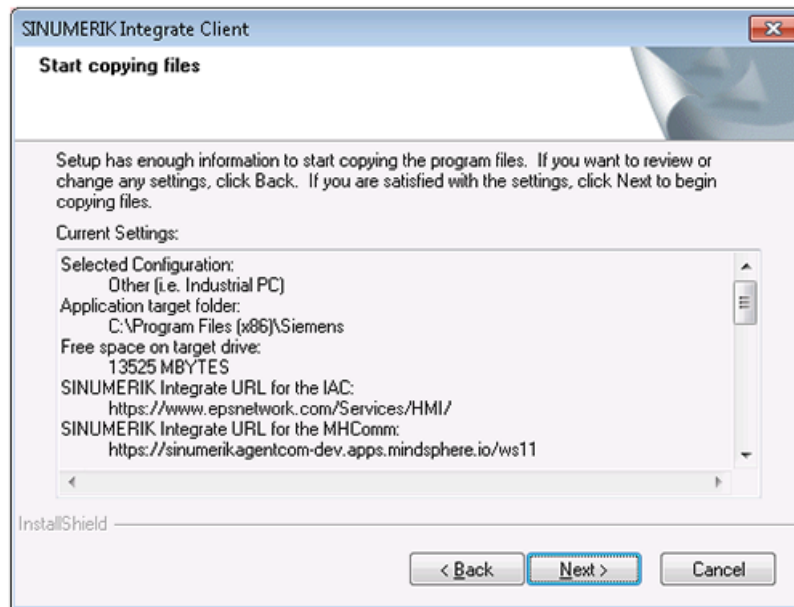 SINUMERIK Integrate Client
Start copying files
Setup has enough information to start copying the program files. If you want to review or
change any settings, click Back. If you are satisfied with the settings, click Next to begin
copying files.
Current Settings:
Selected Configuration:
Other (i.e. Industrial PC)
Application target folder:
C:\Program Files (x86)\Siemens
Free space on target drive:
13525 MBYTES
SINUMERIK Integrate URL for the IAC:
https://www.epsnetwork.com/Services/HMI/
SINUMERIK Integrate URL for the MHComm:
https://sinumerikagentcom-dev.apps.mindsphere.io/ws11
InstallShield
< Back Next > Cancel